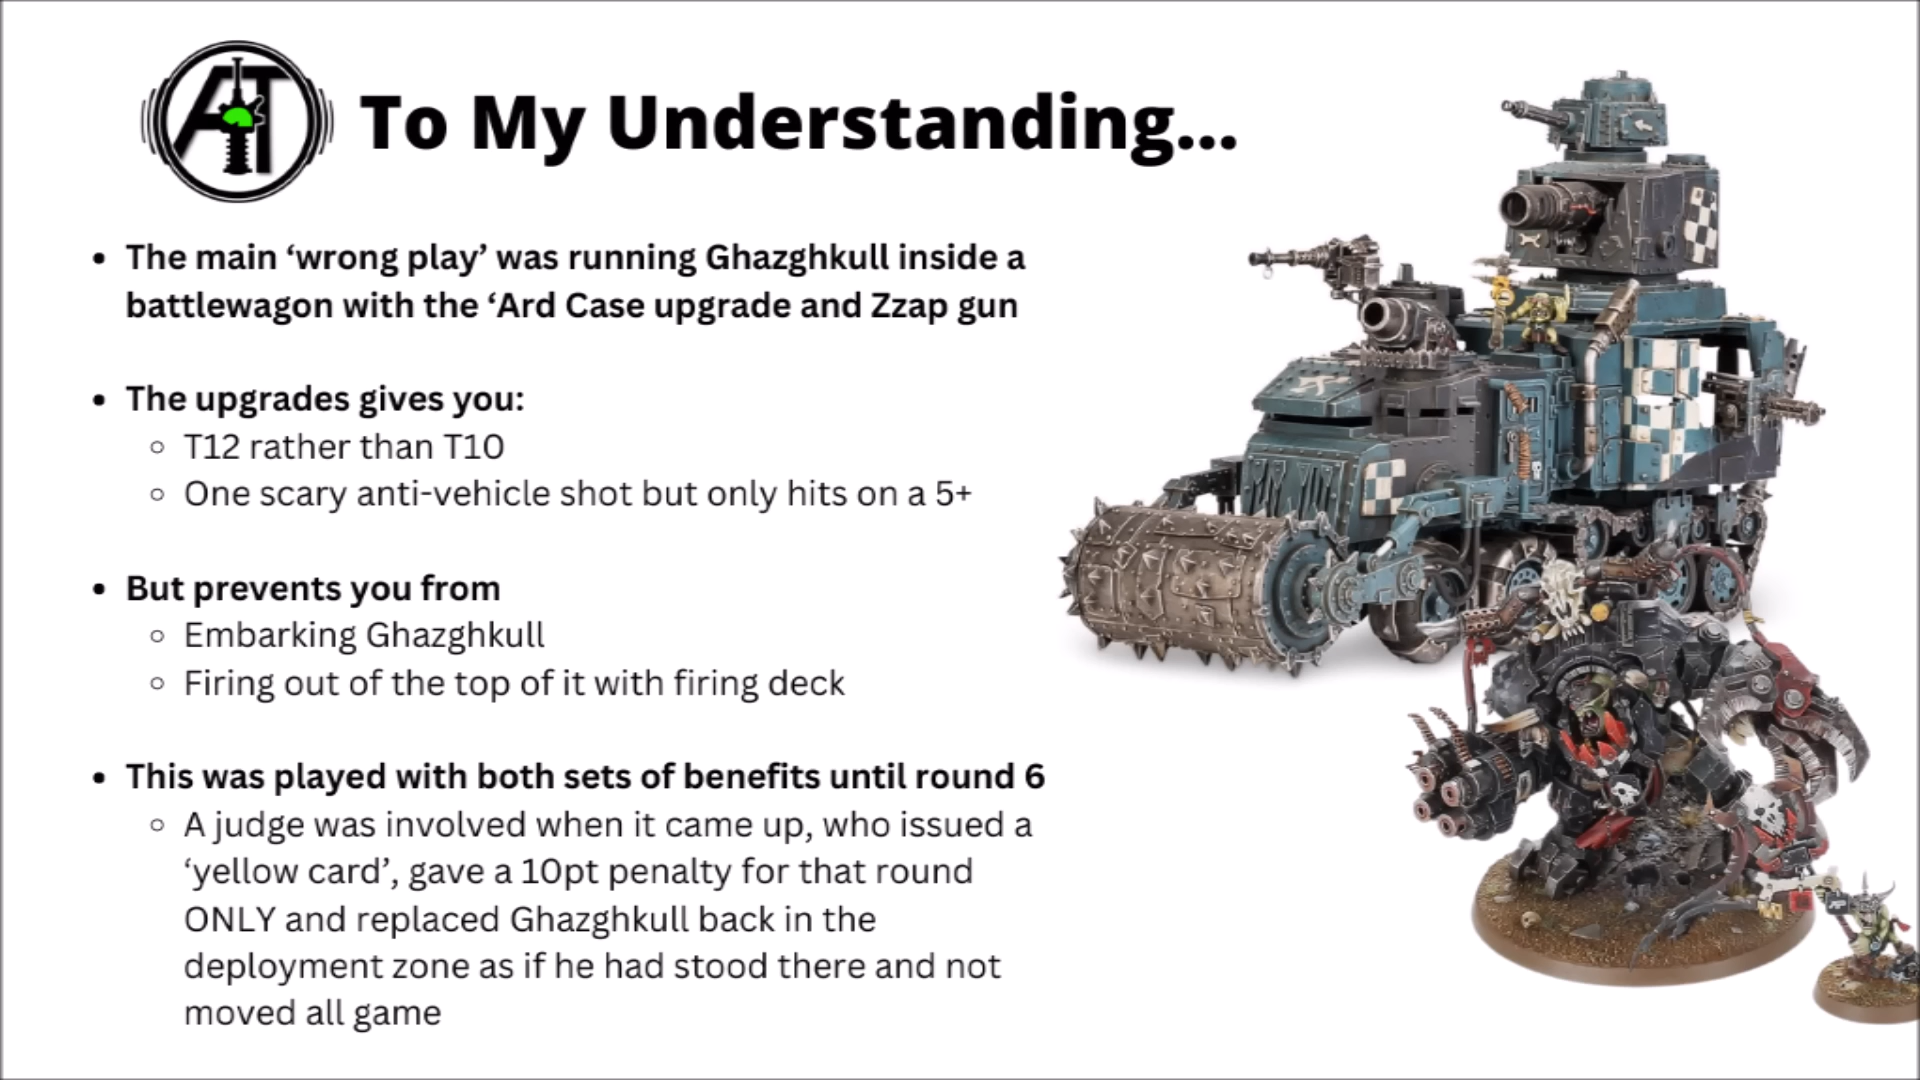 AT
To My Understanding...
• The main ‘wrong play’ was running Ghazghkull inside a
battlewagon with the ‘Ard Case upgrade and Zzap gun
• The upgrades gives you:
○ T12 rather than T10
○ One scary anti-vehicle shot but only hits on a 5+
• But prevents you from
○ Embarking Ghazghkull
○ Firing out of the top of it with firing deck
• This was played with both sets of benefits until round 6
○ A judge was involved when it came up, who issued a
‘yellow card’, gave a 10pt penalty for that round
ONLY and replaced Ghazghkull back in the
deployment zone as if he had stood there and not
moved all game